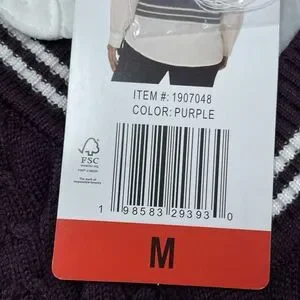 ITEM #: 1907048
COLOR: PURPLE
FSC
1 98583 29393 0
M